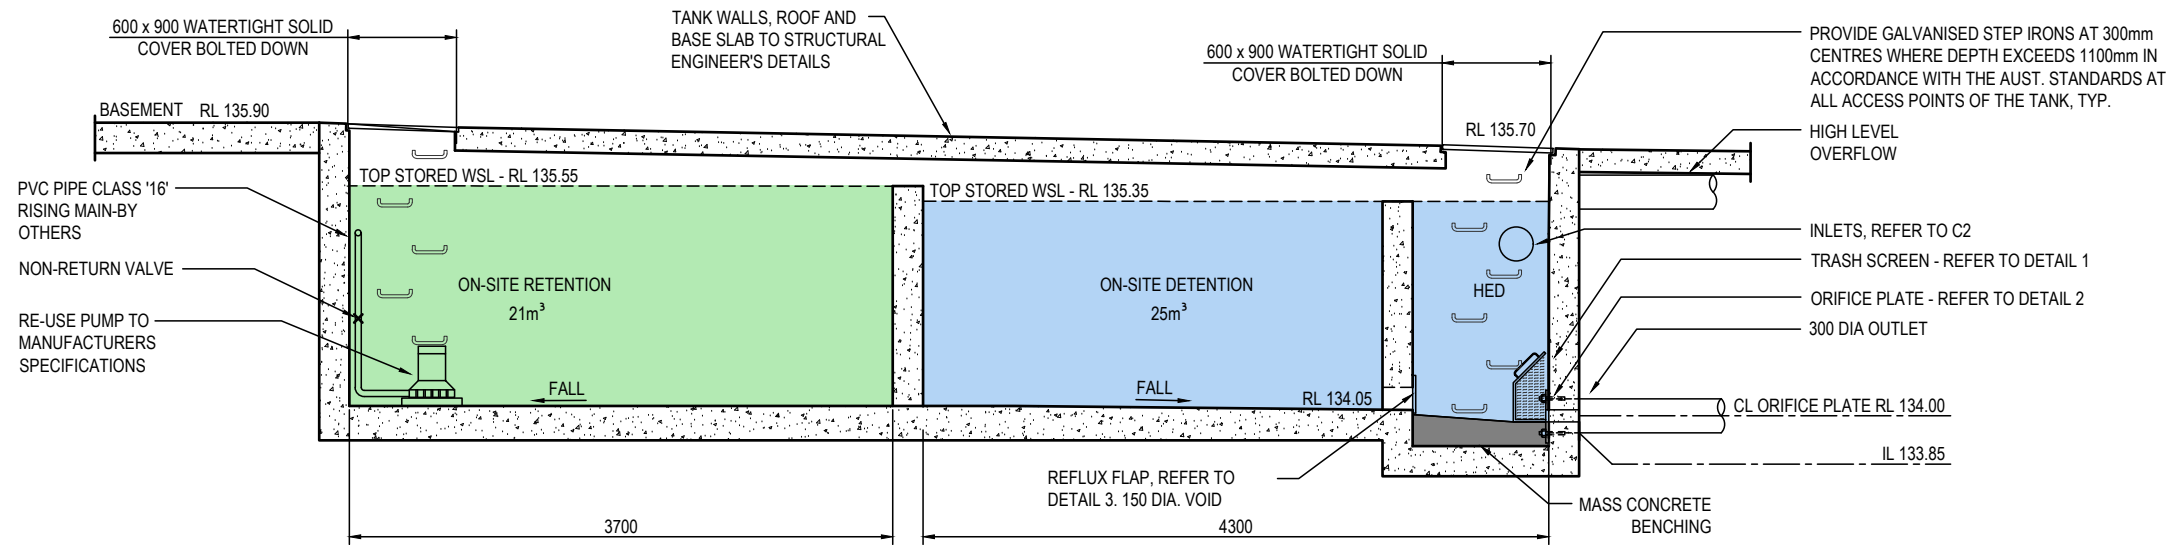 600 x 900 WATERTIGHT SOLID
COVER BOLTED DOWN
TANK WALLS, ROOF AND
BASE SLAB TO STRUCTURAL
ENGINEER'S DETAILS
600 x 900 WATERTIGHT SOLID
COVER BOLTED DOWN
PROVIDE GALVANISED STEP IRONS AT 300mm
CENTRES WHERE DEPTH EXCEEDS 1100mm IN
ACCORDANCE WITH THE AUST. STANDARDS AT
ALL ACCESS POINTS OF THE TANK, TYP.
BASEMENT RL 135.90
RL 135.70
HIGH LEVEL
OVERFLOW
TOP STORED WSL - RL 135.55
TOP STORED WSL - RL 135.35
PVC PIPE CLASS '16'
RISING MAIN-BY
OTHERS
INLETS, REFER TO C2
NON-RETURN VALVE
TRASH SCREEN - REFER TO DETAIL 1
ON-SITE RETENTION
21m³
ON-SITE DETENTION
25m³
HED
ORIFICE PLATE - REFER TO DETAIL 2
RE-USE PUMP TO
MANUFACTURERS
SPECIFICATIONS
300 DIA OUTLET
FALL
FALL
RL 134.05
CL ORIFICE PLATE RL 134.00
IL 133.85
REFLUX FLAP, REFER TO
DETAIL 3. 150 DIA. VOID
MASS CONCRETE
BENCHING
3700
4300